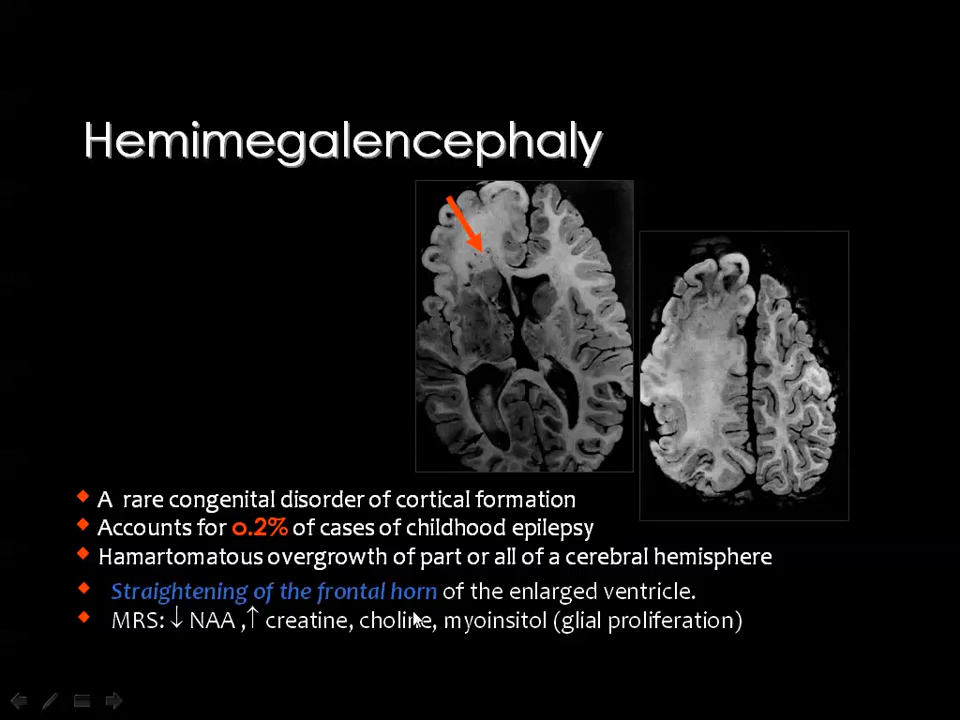 Hemimegalencephaly
◆ A rare congenital disorder of cortical formation
◆ Accounts for 0.2% of cases of childhood epilepsy
◆ Hamartomatous overgrowth of part or all of a cerebral hemisphere
◆ Straightening of the frontal horn of the enlarged ventricle.
◆ MRS: ↓ NAA ,↑ creatine, choline, myoinsitol (glial proliferation)